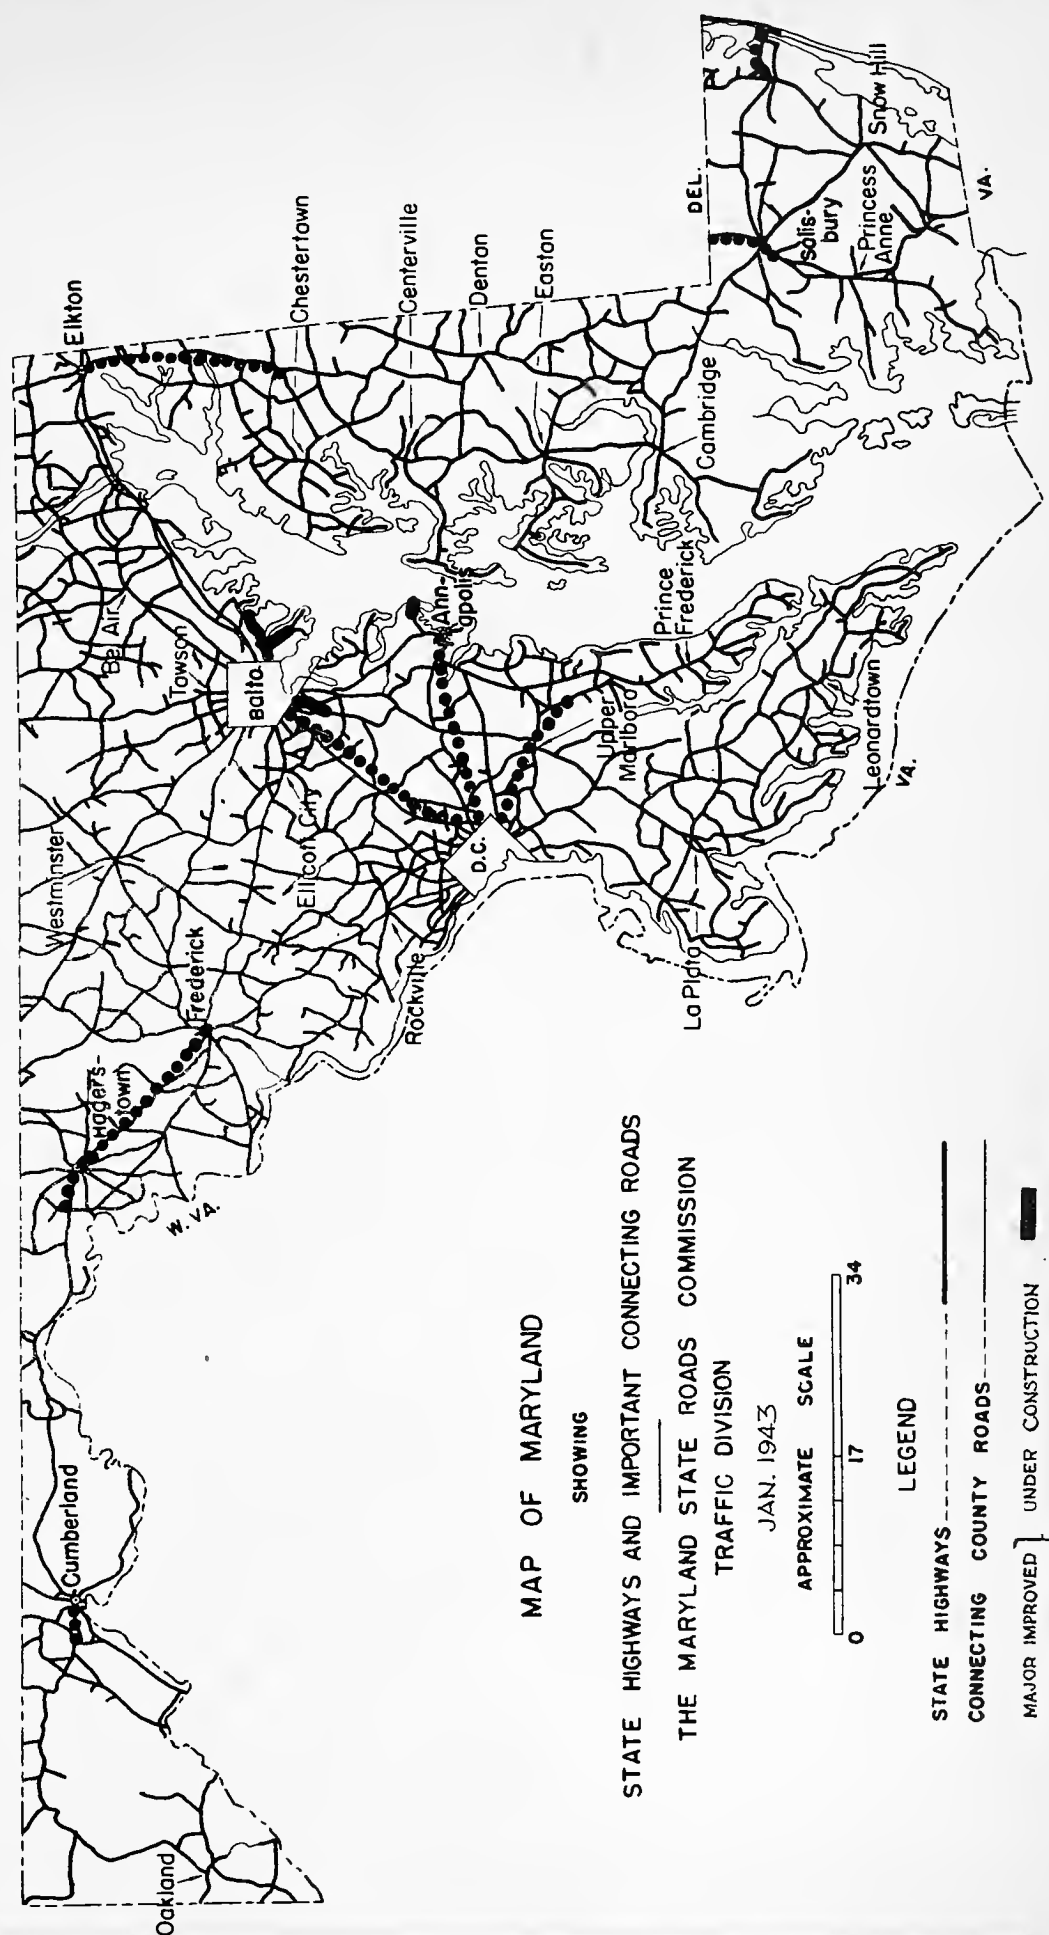 MAP OF MARYLAND
SHOWING
STATE HIGHWAYS AND IMPORTANT CONNECTING ROADS
THE MARYLAND STATE ROADS COMMISSION
TRAFFIC DIVISION
JAN. 1943
APPROXIMATE SCALE
0 17 34
LEGEND
STATE HIGHWAYS
CONNECTING COUNTY ROADS
MAJOR IMPROVED } UNDER CONSTRUCTION
Oakland
Cumberland
W. VA.
Hagers-
town
Frederick
Westminster
Rockville
Ellicott City
D.C.
La Plata
Balto.
Towson
Bel Air
Upper
Marlboro
Leonardtown
VA.
Prince
Frederick
Ann-
apolis
Elkton
Chestertown
Centerville
Denton
Easton
Cambridge
DEL.
Salis-
bury
Princess
Anne
Snow Hill
VA.